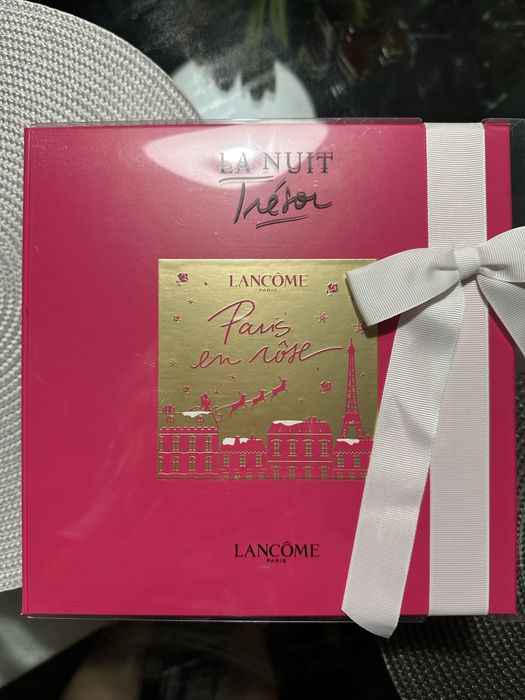 LA NUIT
Trésor
LANCÔME
PARIS
Paris
en rôse
LANCÔME
PARIS